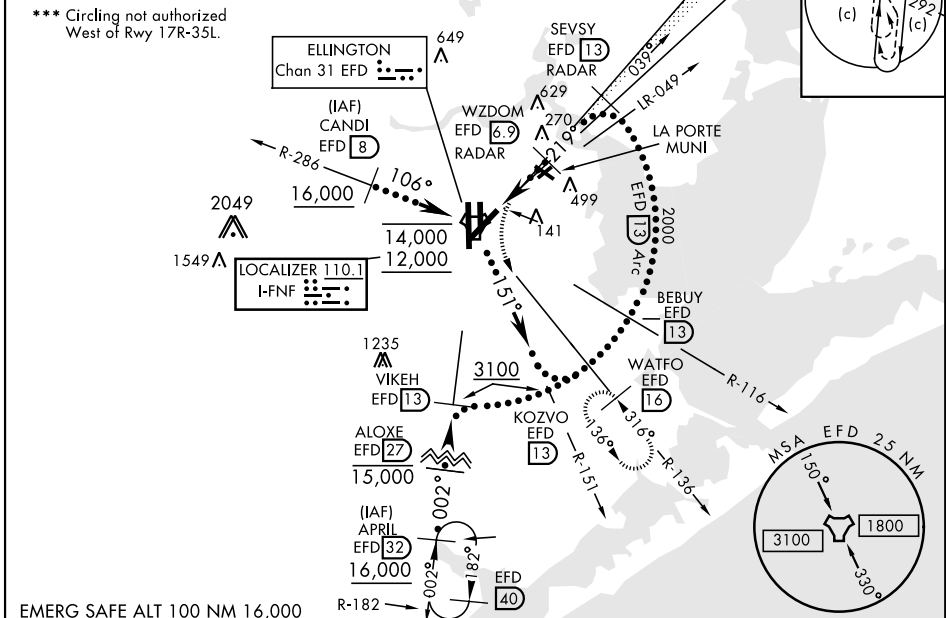 *** Circling not authorized
West of Rwy 17R-35L.
ELLINGTON
Chan 31 EFD
649
SEVSY
EFD 13
RADAR
039°
LR-049
292
(c)
(c)
(IAF)
CANDI
EFD 8
WZDOM
EFD 6.9
RADAR
629
270
219°
LA PORTE
MUNI
R-286
106°
16,000
499
EFD 13 Arc
2000
2049
141
14,000
12,000
1549
LOCALIZER 110.1
I-FNF
151°
BEBUY
EFD
13
1235
VIKEH
EFD 13
3100
WATFO
EFD
16
R-116
KOZVO
EFD
13
ALOXE
EFD 27
15,000
136°
316°
R-151
R-136
MSA EFD 25 NM
150°
3100
1800
330°
002°
(IAF)
APRIL
EFD 32
16,000
002°
182°
EFD
40
R-182
EMERG SAFE ALT 100 NM 16,000